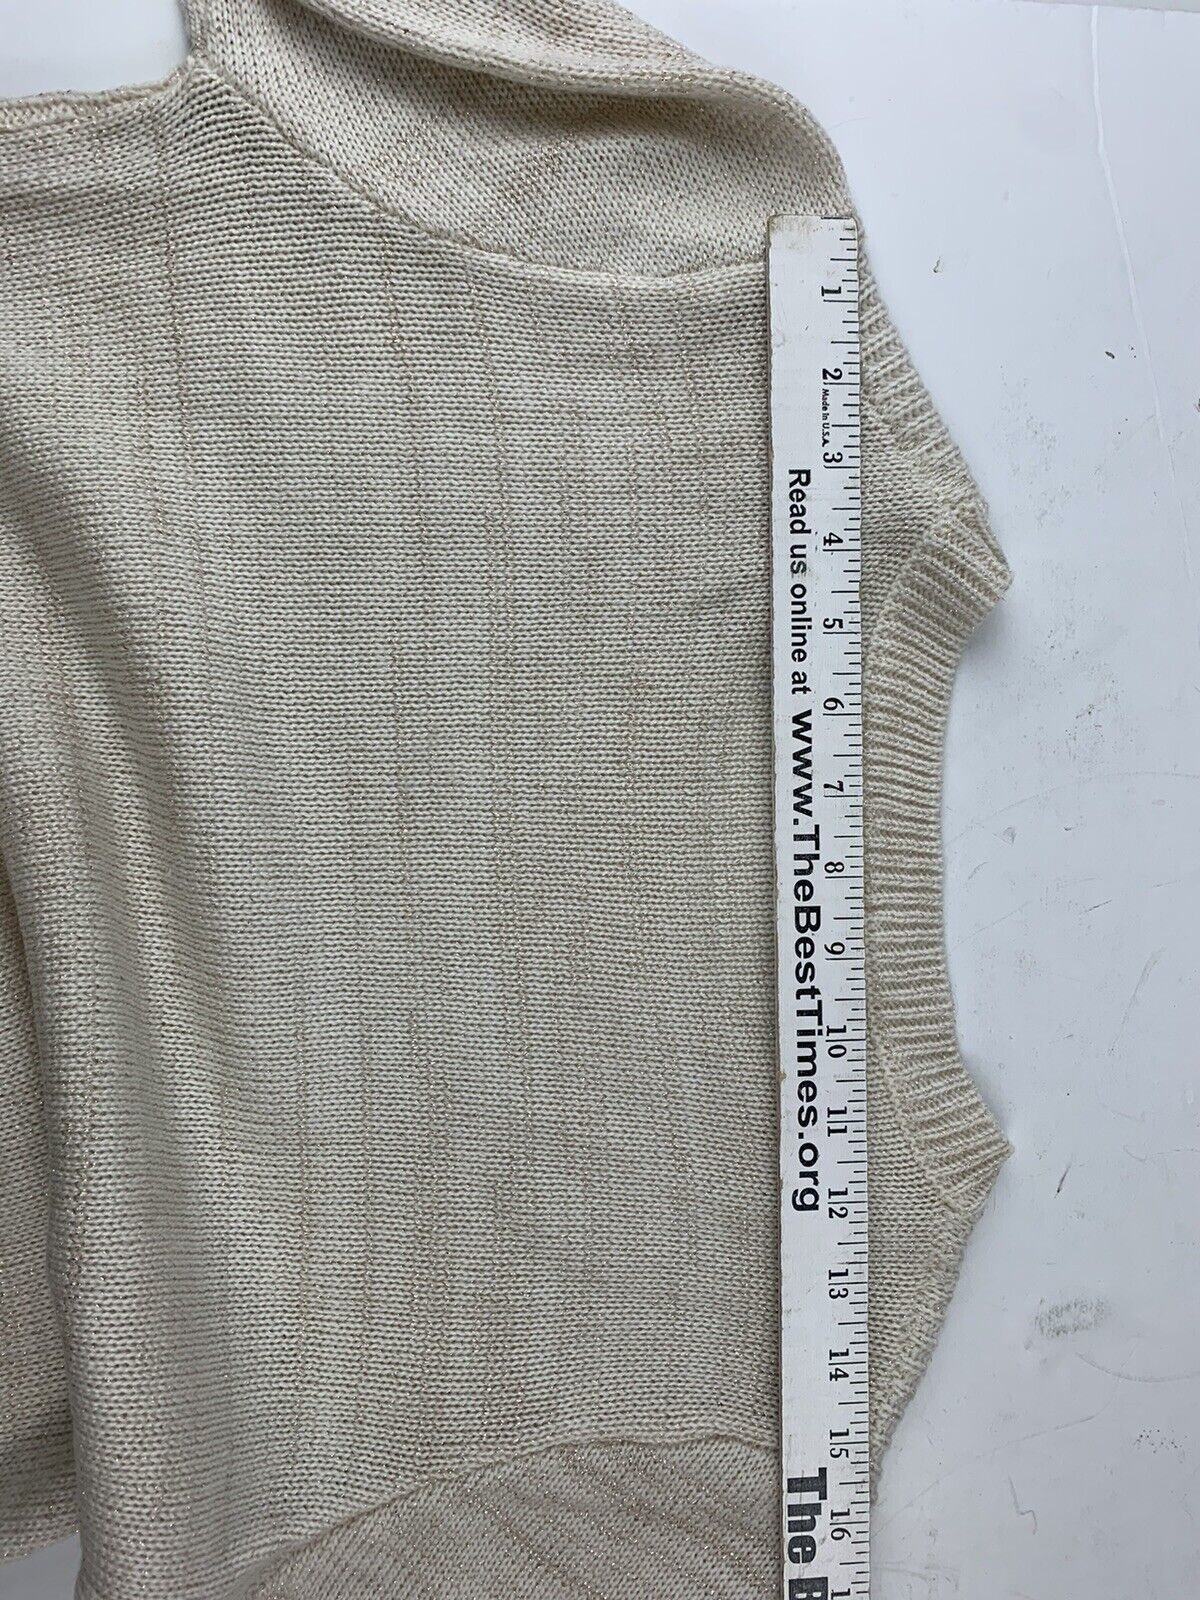 1 2 3 4 5 6 7 8 9 10 11 12 13 14 15 16 1
Made in U.S.A.
Read us online at www.TheBestTimes.org
The B